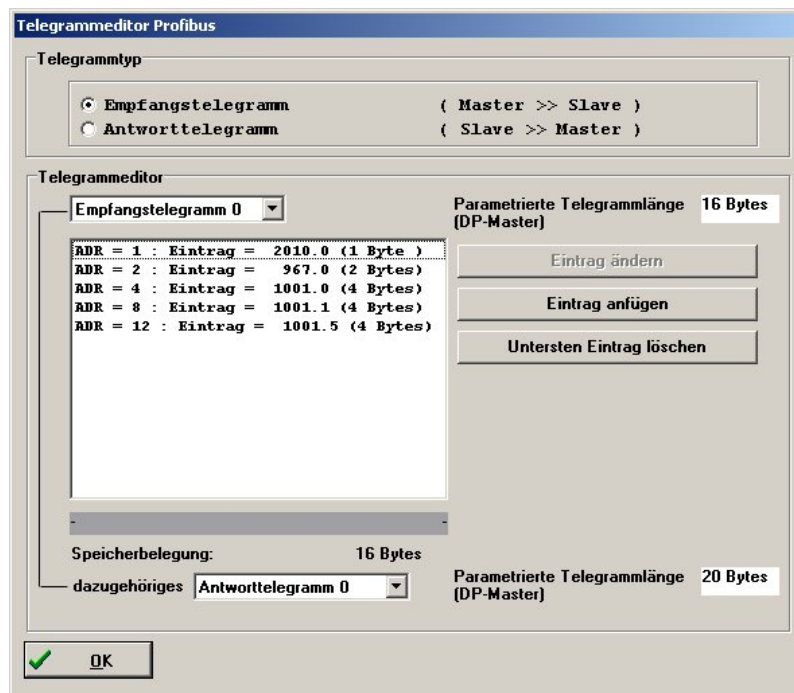 Telegrammeditor Profibus
Telegrammtyp
Empfangstelegramm ( Master >> Slave )
Antworttelegramm ( Slave >> Master )
Telegrammeditor
Empfangstelegramm 0
Parametrierte Telegrammlänge 16 Bytes
(DP-Master)
ADR = 1 : Eintrag = 2010.0 (1 Byte )
ADR = 2 : Eintrag = 967.0 (2 Bytes)
ADR = 4 : Eintrag = 1001.0 (4 Bytes)
ADR = 8 : Eintrag = 1001.1 (4 Bytes)
ADR = 12 : Eintrag = 1001.5 (4 Bytes)
Eintrag ändern
Eintrag anfügen
Untersten Eintrag löschen
- -
Speicherbelegung: 16 Bytes
dazugehöriges Antworttelegramm 0
Parametrierte Telegrammlänge 20 Bytes
(DP-Master)
OK